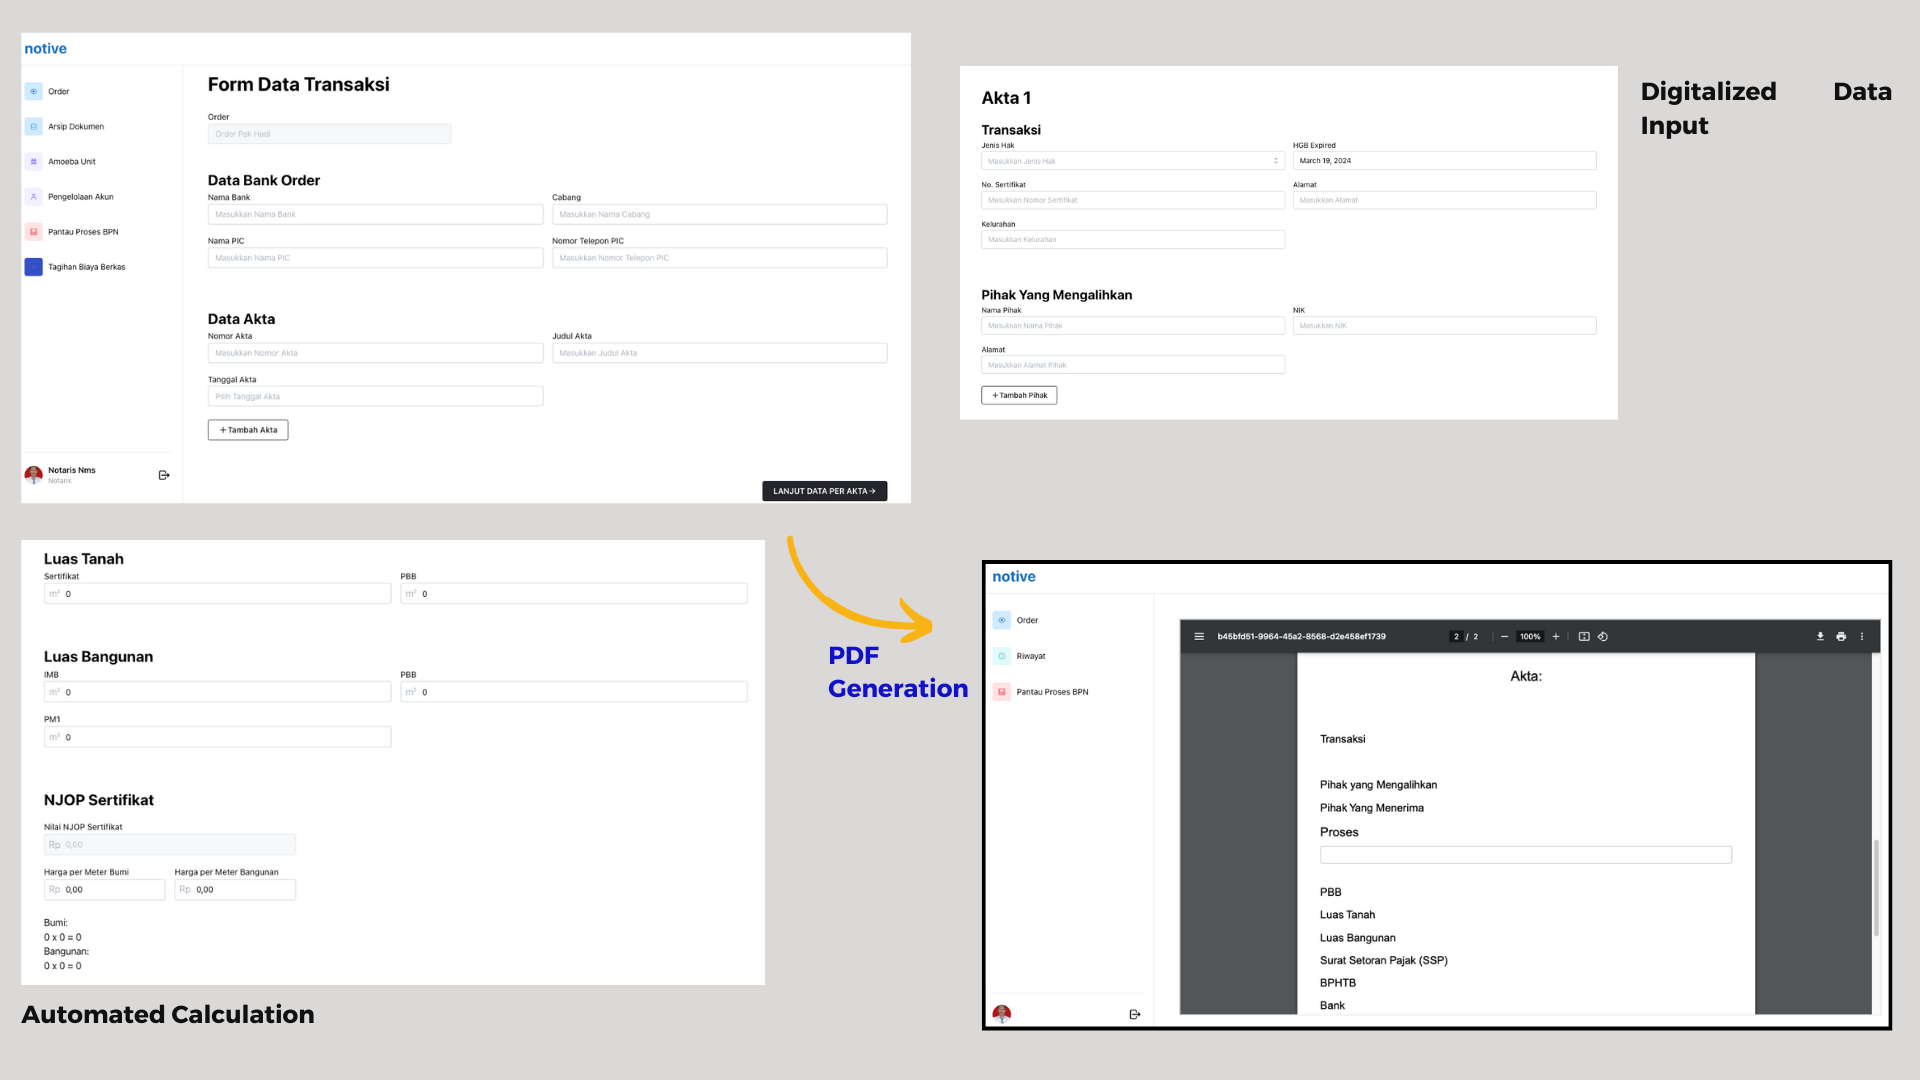 notive
Order
Arsip Dokumen
Amoeba Unit
Pengelolaan Akun
Pantau Proses BPN
Tagihan Biaya Berkas
Notaris Nms
Notaris
Form Data Transaksi
Order
Order Pak Hadi
Data Bank Order
Nama Bank Cabang
Masukkan Nama Bank Masukkan Nama Cabang
Nama PIC Nomor Telepon PIC
Masukkan Nama PIC Masukkan Nomor Telepon PIC
Data Akta
Nomor Akta Judul Akta
Masukkan Nomor Akta Masukkan Judul Akta
Tanggal Akta
Pilih Tanggal Akta
+ Tambah Akta
LANJUT DATA PER AKTA →
Akta 1
Transaksi
Jenis Hak HGB Expired
Masukkan Jenis Hak March 19, 2024
No. Sertifikat Alamat
Masukkan Nomor Sertifikat Masukkan Alamat
Kelurahan
Masukkan Kelurahan
Pihak Yang Mengalihkan
Nama Pihak NIK
Masukkan Nama Pihak Masukkan NIK
Alamat
Masukkan Alamat Pihak
+ Tambah Pihak
Digitalized Data
Input
Luas Tanah
Sertifikat PBB
m² 0 m² 0
Luas Bangunan
IMB PBB
m² 0 m² 0
PM1
m² 0
NJOP Sertifikat
Nilai NJOP Sertifikat
Rp 0,00
Harga per Meter Bumi Harga per Meter Bangunan
Rp 0,00 Rp 0,00
Bumi:
0 x 0 = 0
Bangunan:
0 x 0 = 0
Automated Calculation
PDF
Generation
notive
Order
Riwayat
Pantau Proses BPN
b45bfd51-9964-45a2-8568-d2e458ef1739 2 / 2 − 100% +
Akta:
Transaksi
Pihak yang Mengalihkan
Pihak Yang Menerima
Proses
PBB
Luas Tanah
Luas Bangunan
Surat Setoran Pajak (SSP)
BPHTB
Bank